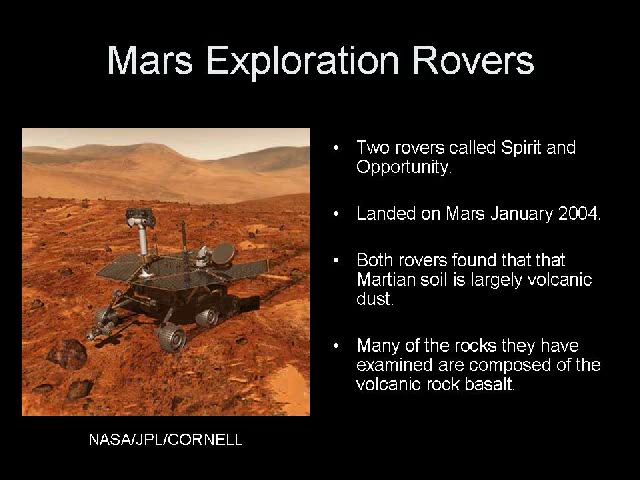 Mars Exploration Rovers
• Two rovers called Spirit and
Opportunity.
• Landed on Mars January 2004.
• Both rovers found that that
Martian soil is largely volcanic
dust.
• Many of the rocks they have
examined are composed of the
volcanic rock basalt.
NASA/JPL/CORNELL